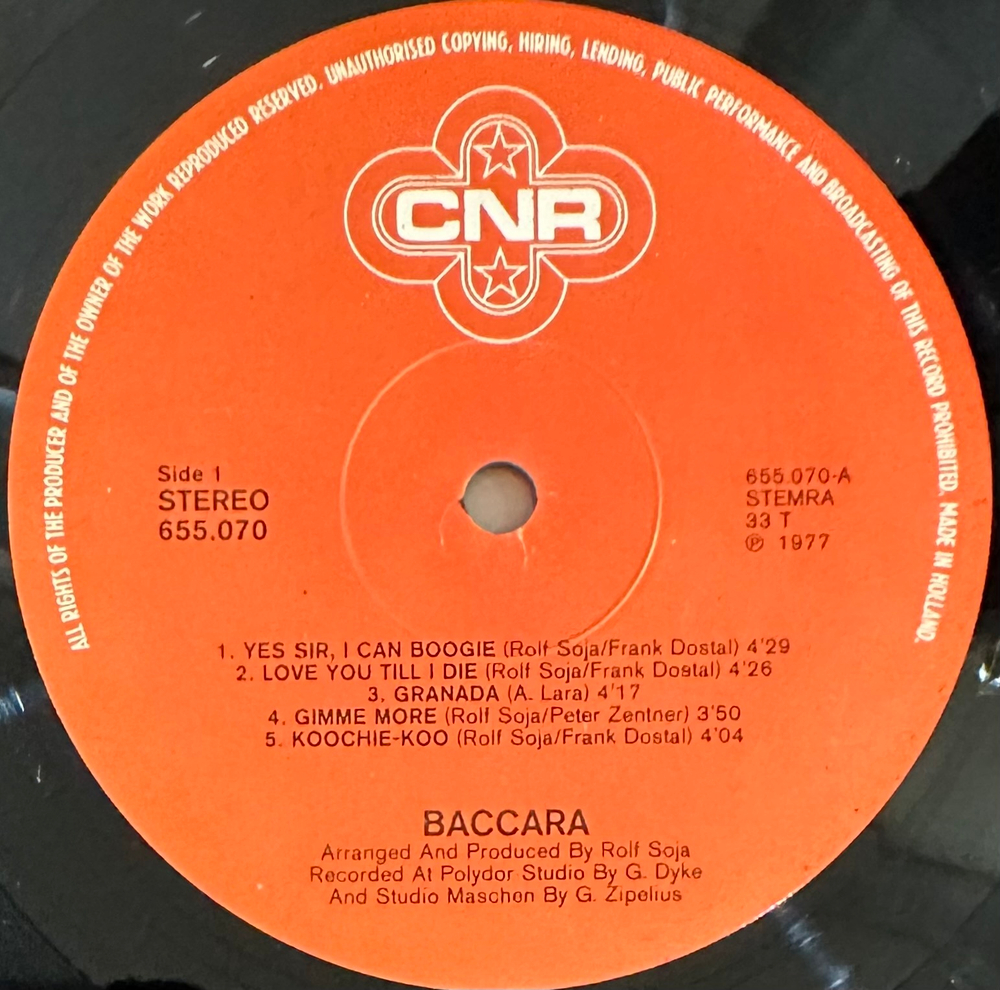 ALL RIGHTS OF THE PRODUCER AND OF THE OWNER OF THE WORK REPRODUCED RESERVED, UNAUTHORISED COPYING, HIRING, LENDING, PUBLIC PERFORMANCE AND BROADCASTING OF THIS RECORD PROHIBITED. MADE IN HOLLAND.
CNR
Side 1
STEREO
655.070
655.070-A
STEMRA
33 T
℗ 1977
1. YES SIR, I CAN BOOGIE (Rolf Soja/Frank Dostal) 4'29
2. LOVE YOU TILL I DIE (Rolf Soja/Frank Dostal) 4'26
3. GRANADA (A. Lara) 4'17
4. GIMME MORE (Rolf Soja/Peter Zentner) 3'50
5. KOOCHIE-KOO (Rolf Soja/Frank Dostal) 4'04
BACCARA
Arranged And Produced By Rolf Soja
Recorded At Polydor Studio By G. Dyke
And Studio Maschen By G. Zipelius